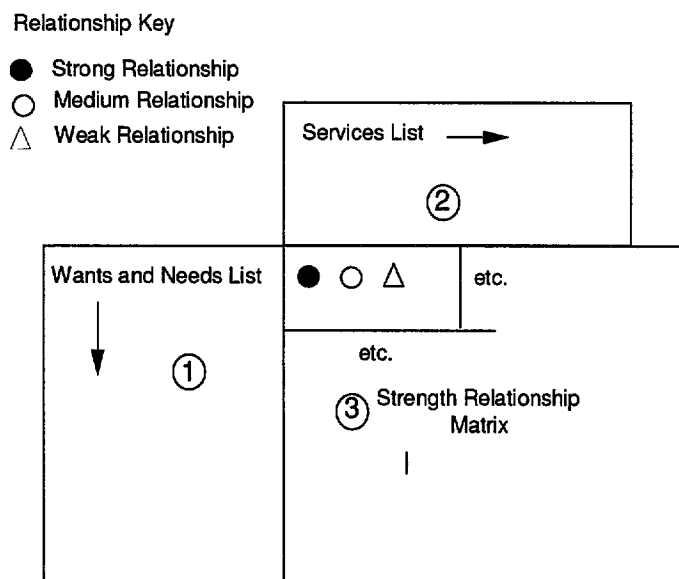 Relationship Key
Strong Relationship
Medium Relationship
Weak Relationship
Services List
2
Wants and Needs List
etc.
etc.
1
3 Strength Relationship
Matrix